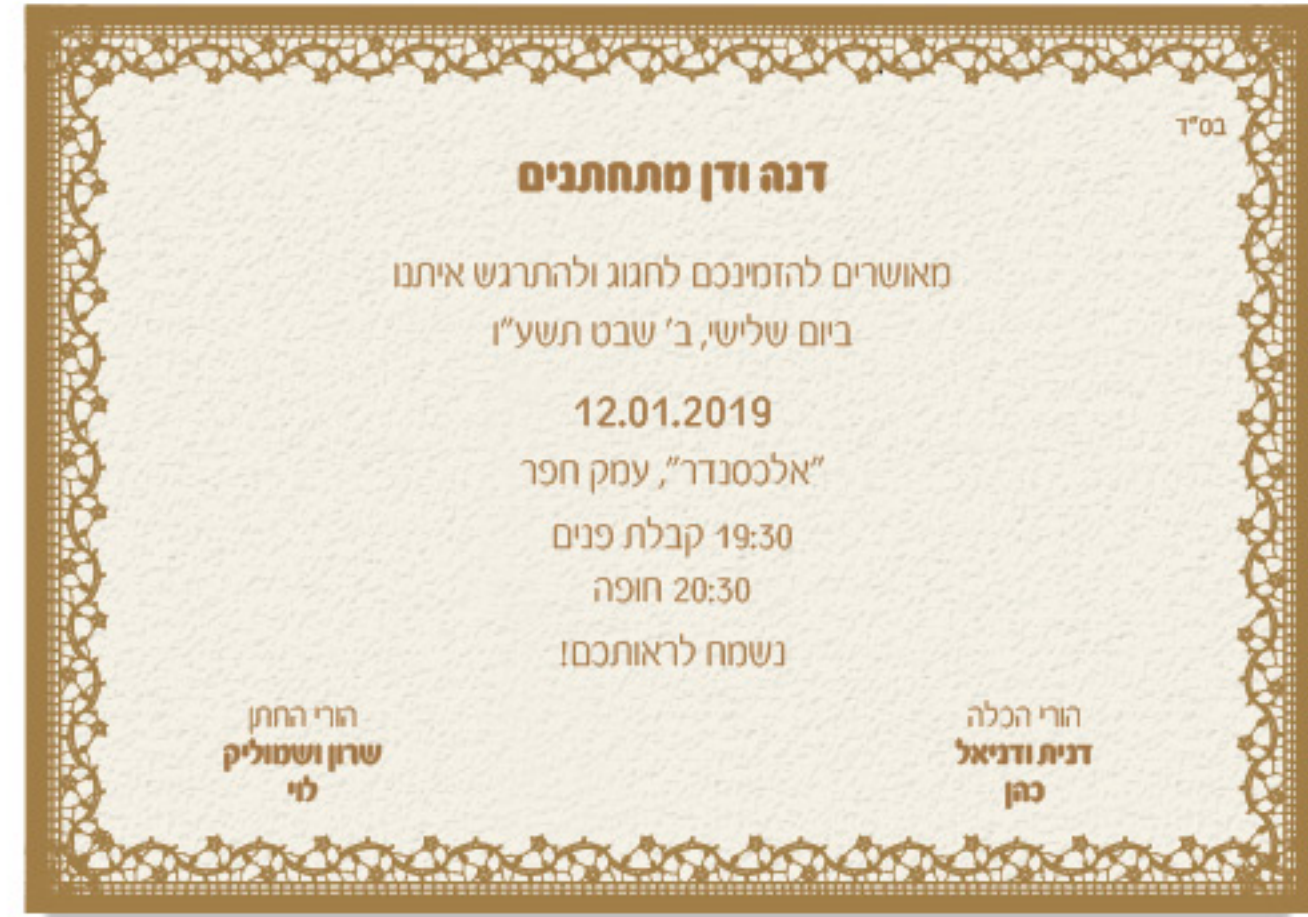 בס"ד
דנה ודן מתחתנים
מאושרים להזמינכם לחגוג ולהתרגש איתנו
ביום שלישי, ב' שבט תשע"ו
12.01.2019
"אלכסנדר", עמק חפר
19:30 קבלת פנים
20:30 חופה
נשמח לראותכם!
הורי הכלה
דנית ודניאל
כהן
הורי החתן
שרון ושמוליק
לוי